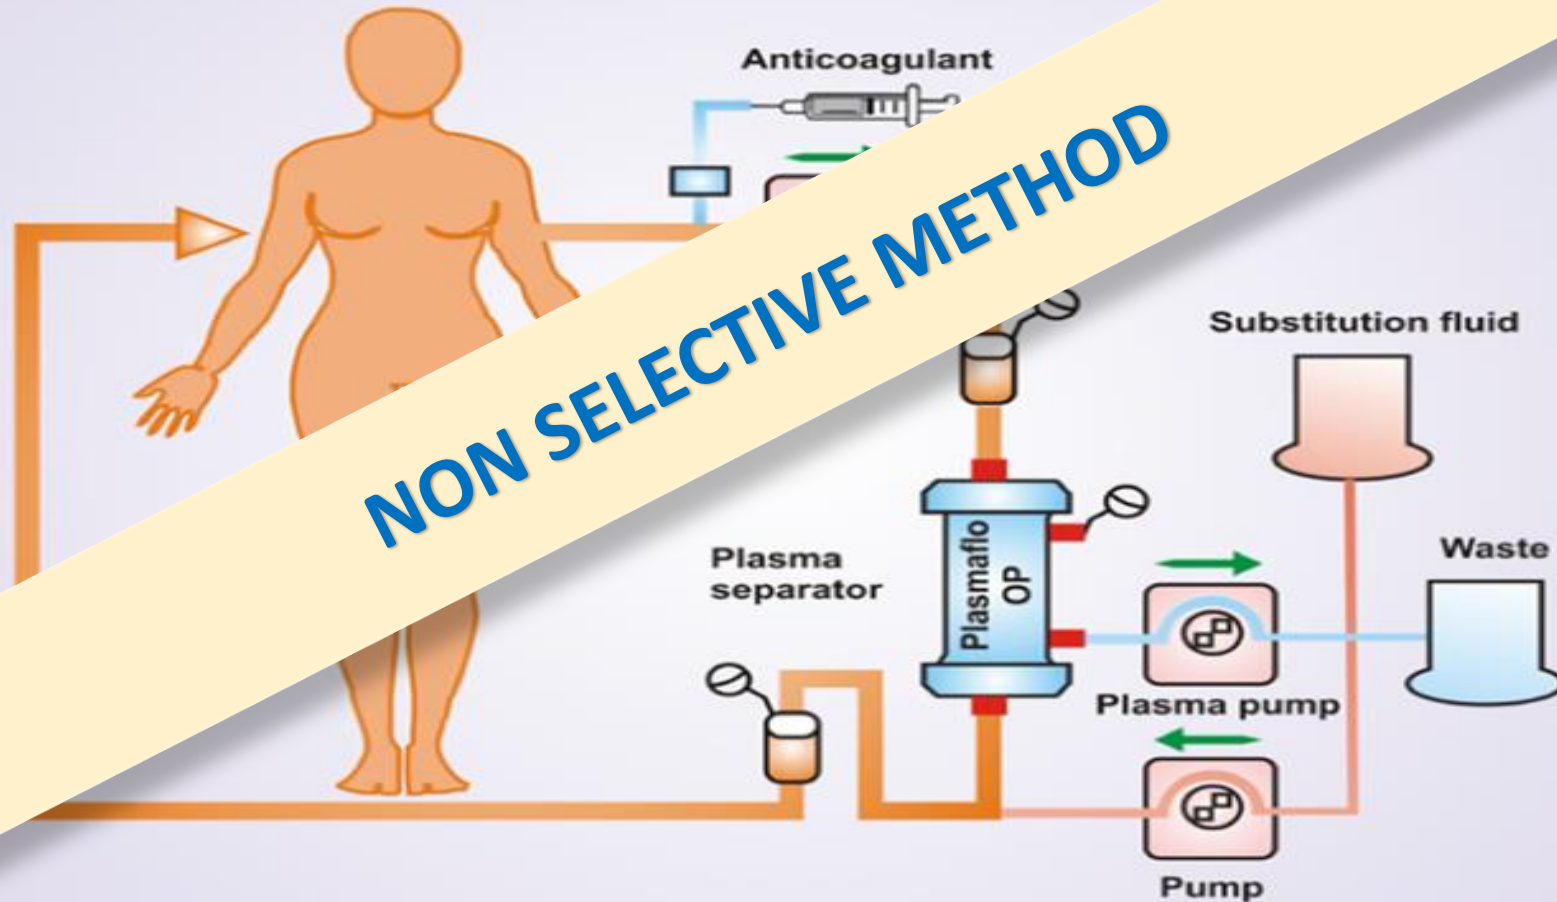 Anticoagulant
NON SELECTIVE METHOD
Substitution fluid
Plasma
separator
Plasmaflo
OP
Waste
Plasma pump
Pump